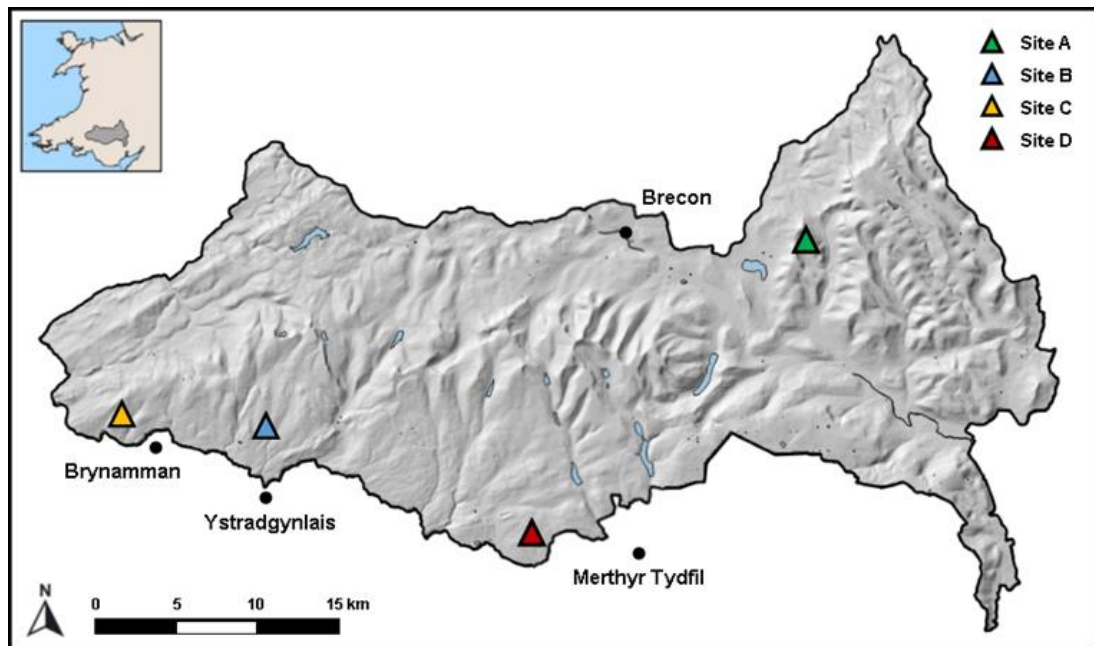 Site A
Site B
Site C
Site D
Brecon
Brynamman
Ystradgynlais
Merthyr Tydfil
N
0 5 10 15 km